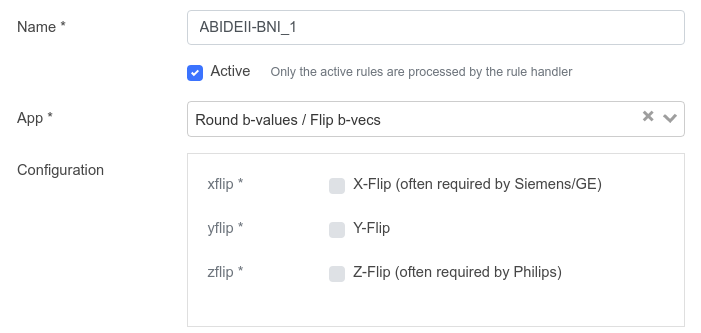 Name * ABIDEII-BNI_1
Active Only the active rules are processed by the rule handler
App * Round b-values / Flip b-vecs
Configuration
xflip * X-Flip (often required by Siemens/GE)
yflip * Y-Flip
zflip * Z-Flip (often required by Philips)